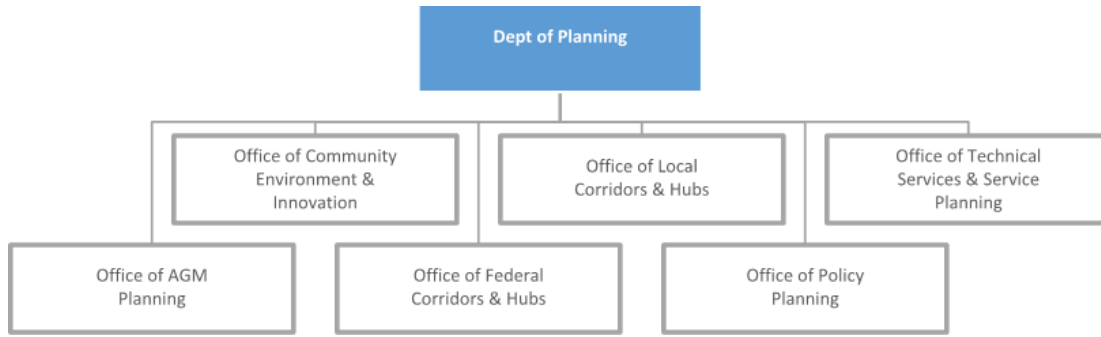 Dept of Planning
Office of Community
Environment &
Innovation
Office of Local
Corridors & Hubs
Office of Technical
Services & Service
Planning
Office of AGM
Planning
Office of Federal
Corridors & Hubs
Office of Policy
Planning